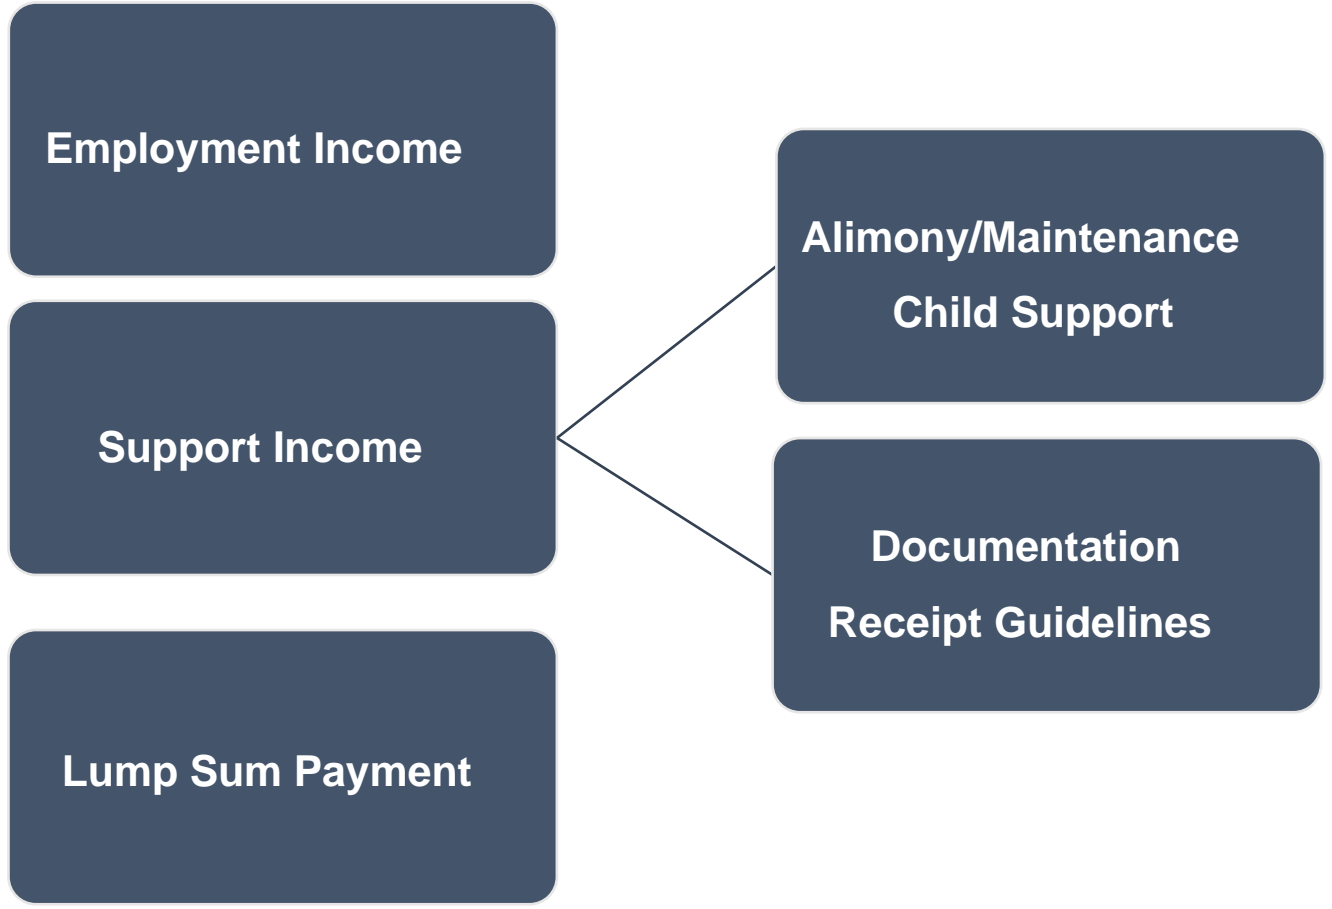 Employment Income
Support Income
Lump Sum Payment
Alimony/Maintenance
Child Support
Documentation
Receipt Guidelines